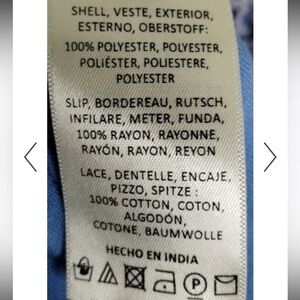 SHELL, VESTE, EXTERIOR,
ESTERNO, OBERSTOFF:
100% POLYESTER, POLYESTER,
POLIÉSTER, POLIESTERE,
POLYESTER
SLIP, BORDEREAU, RUTSCH,
INFILARE, METER, FUNDA,
100% RAYON, RAYONNE,
RAYÓN, RAYON, REYON
LACE, DENTELLE, ENCAJE,
PIZZO, SPITZE :
100% COTTON, COTON,
ALGODÓN,
COTONE, BAUMWOLLE
HECHO EN INDIA
P